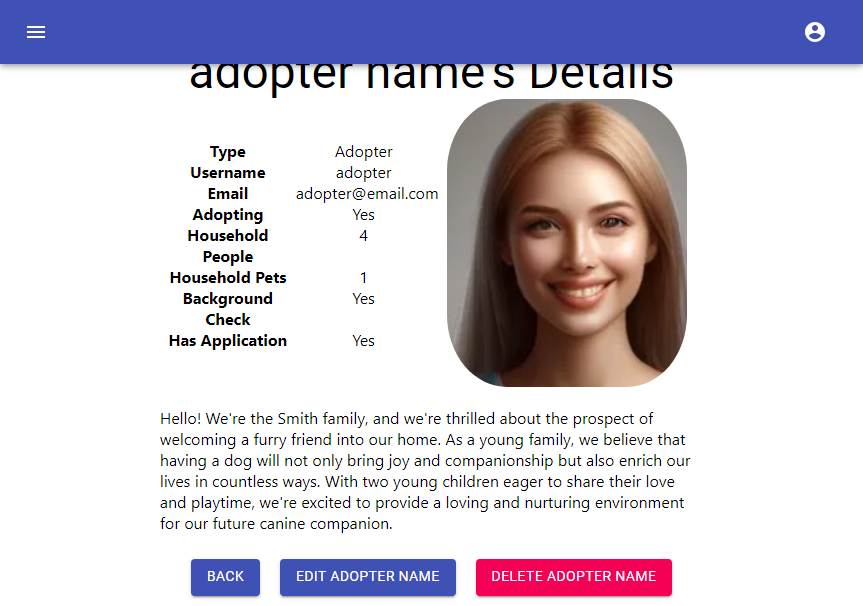 adopter name's Details
Type Adopter
Username adopter
Email adopter@email.com
Adopting Yes
Household People 4
Household Pets 1
Background Check Yes
Has Application Yes
Hello! We're the Smith family, and we're thrilled about the prospect of
welcoming a furry friend into our home. As a young family, we believe that
having a dog will not only bring joy and companionship but also enrich our
lives in countless ways. With two young children eager to share their love
and playtime, we're excited to provide a loving and nurturing environment
for our future canine companion.
BACK EDIT ADOPTER NAME DELETE ADOPTER NAME